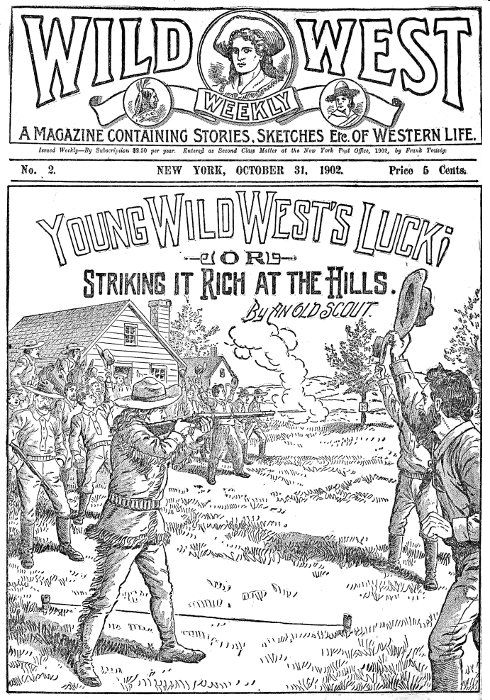 WILD WEST
WEEKLY
A MAGAZINE CONTAINING STORIES, SKETCHES Etc. OF WESTERN LIFE.
Issued Weekly—By Subscription $2.50 per year. Entered as Second Class Matter at the New York Post Office, 1902, by Frank Tousey.
No. 2. NEW YORK, OCTOBER 31, 1902. Price 5 Cents.
YOUNG WILD WEST'S LUCK;
OR
STRIKING IT RICH AT THE HILLS.
By AN OLD SCOUT.